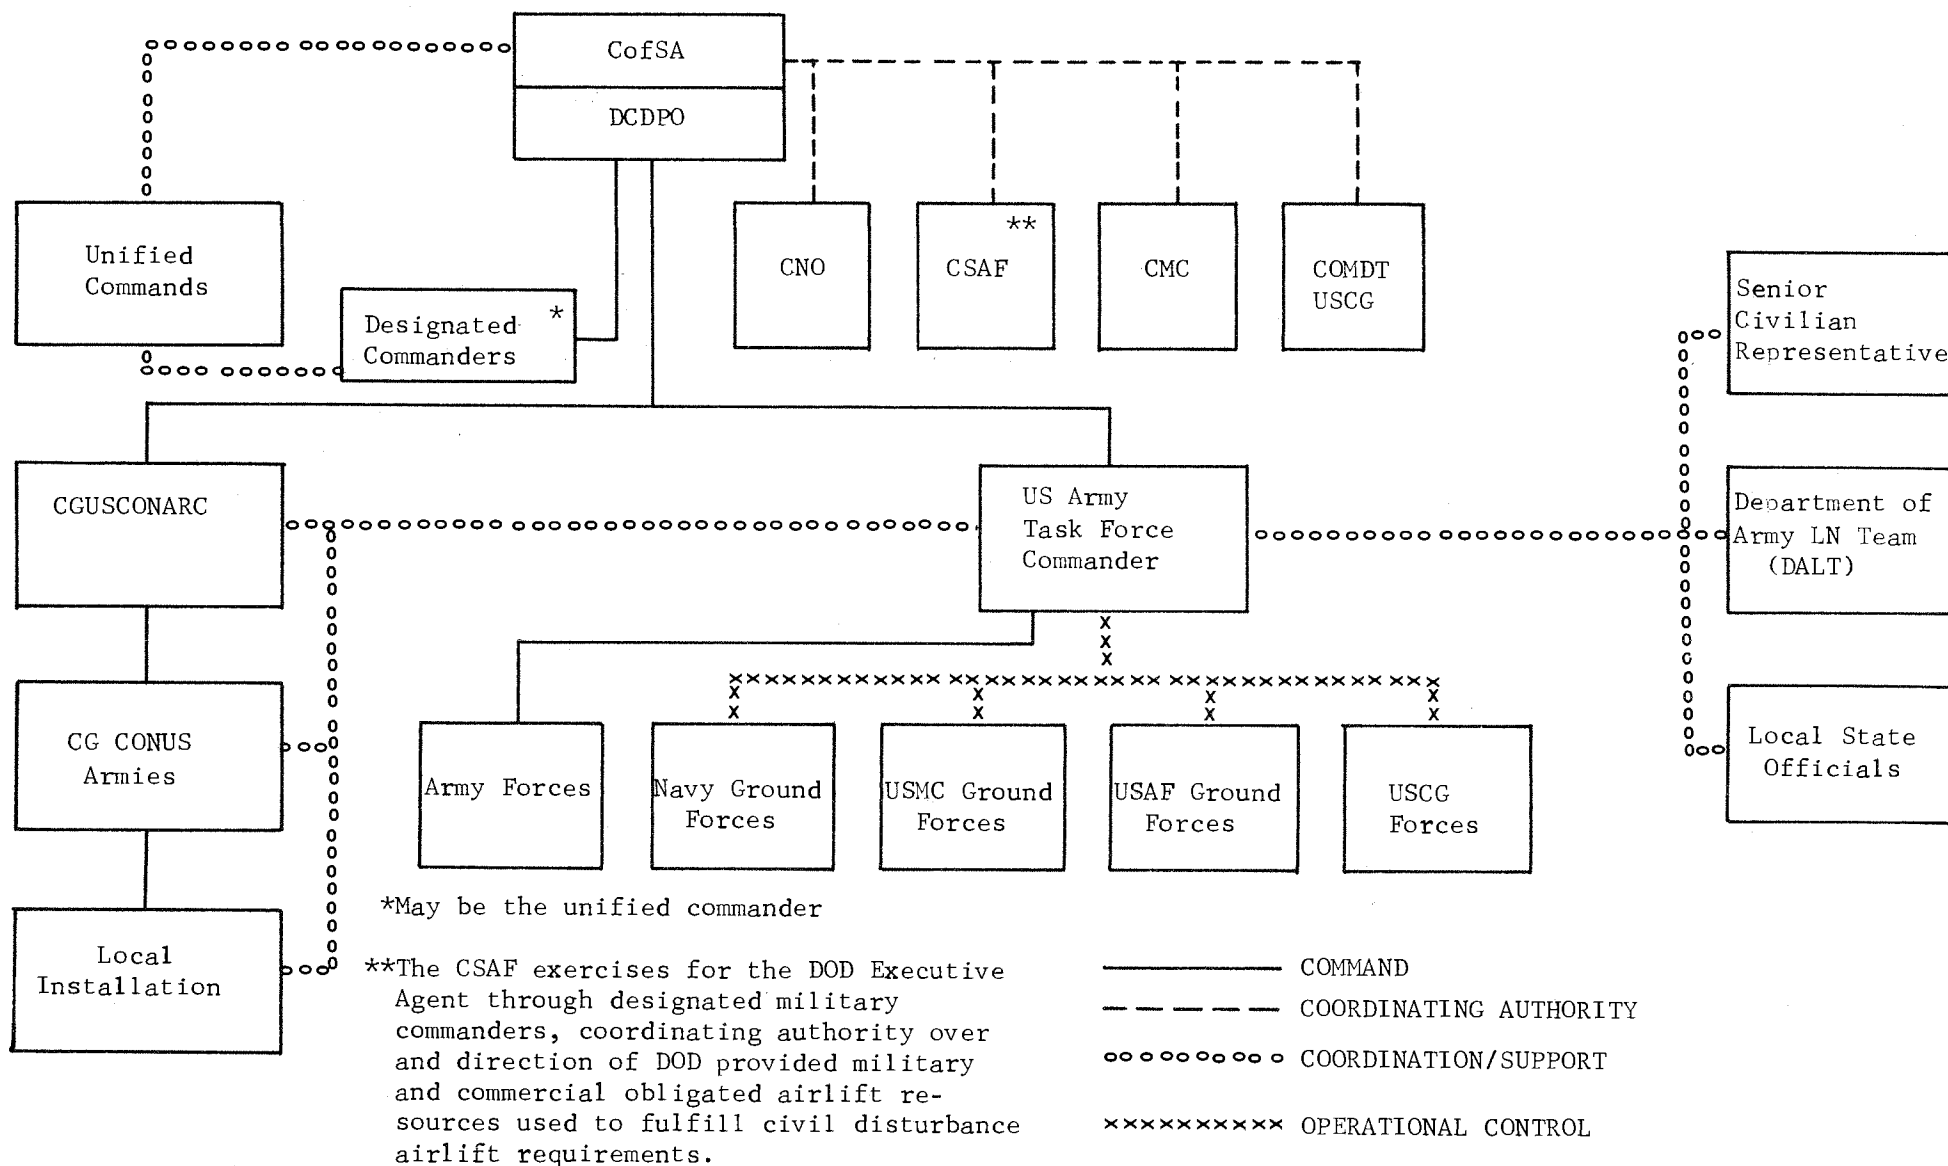 CofSA
DCDPO
Unified
Commands
Designated *
Commanders
CNO
**
CSAF
CMC
COMDT
USCG
Senior
Civilian
Representative
CGUSCONARC
US Army
Task Force
Commander
Department of
Army LN Team
(DALT)
CG CONUS
Armies
Army Forces
Navy Ground
Forces
USMC Ground
Forces
USAF Ground
Forces
USCG
Forces
Local State
Officials
Local
Installation
*May be the unified commander
**The CSAF exercises for the DOD Executive
Agent through designated military
commanders, coordinating authority over
and direction of DOD provided military
and commercial obligated airlift re-
sources used to fulfill civil disturbance
airlift requirements.
COMMAND
COORDINATING AUTHORITY
COORDINATION/SUPPORT
OPERATIONAL CONTROL